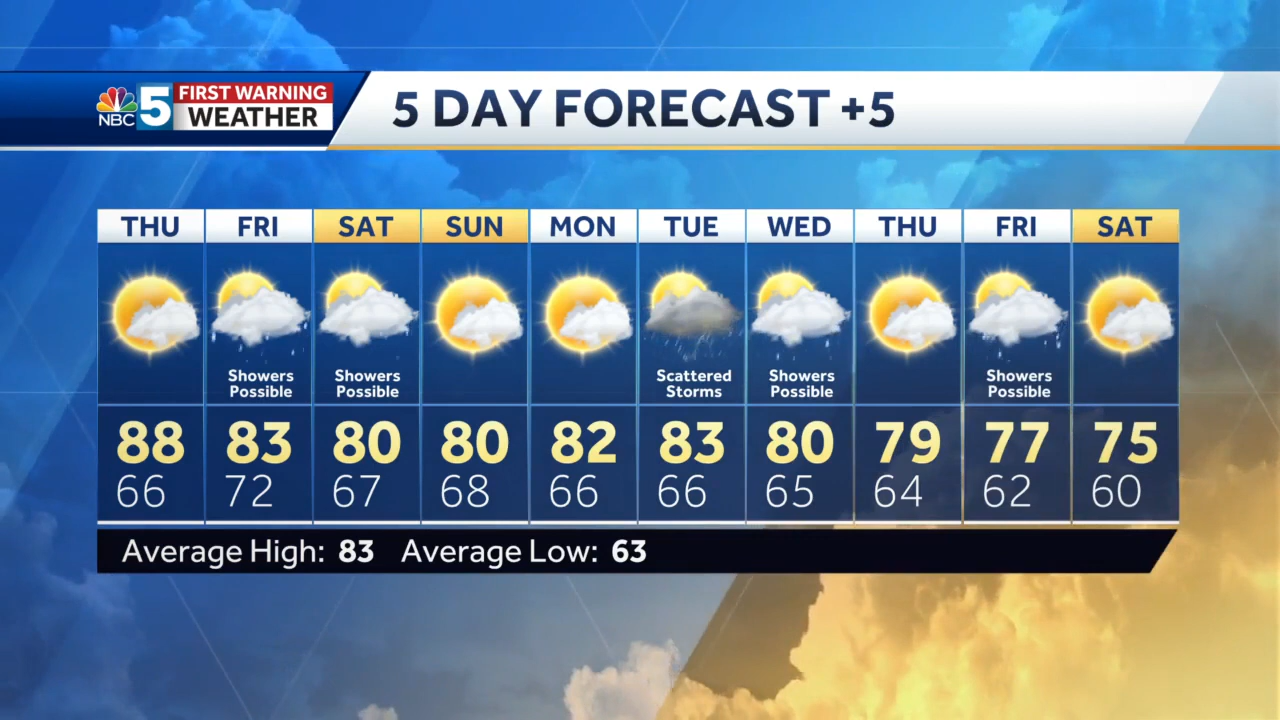 NBC 5 FIRST WARNING WEATHER
5 DAY FORECAST +5
THU FRI SAT SUN MON TUE WED THU FRI SAT
Showers Possible Showers Possible Scattered Storms Showers Possible Showers Possible
88 83 80 80 82 83 80 79 77 75
66 72 67 68 66 66 65 64 62 60
Average High: 83 Average Low: 63